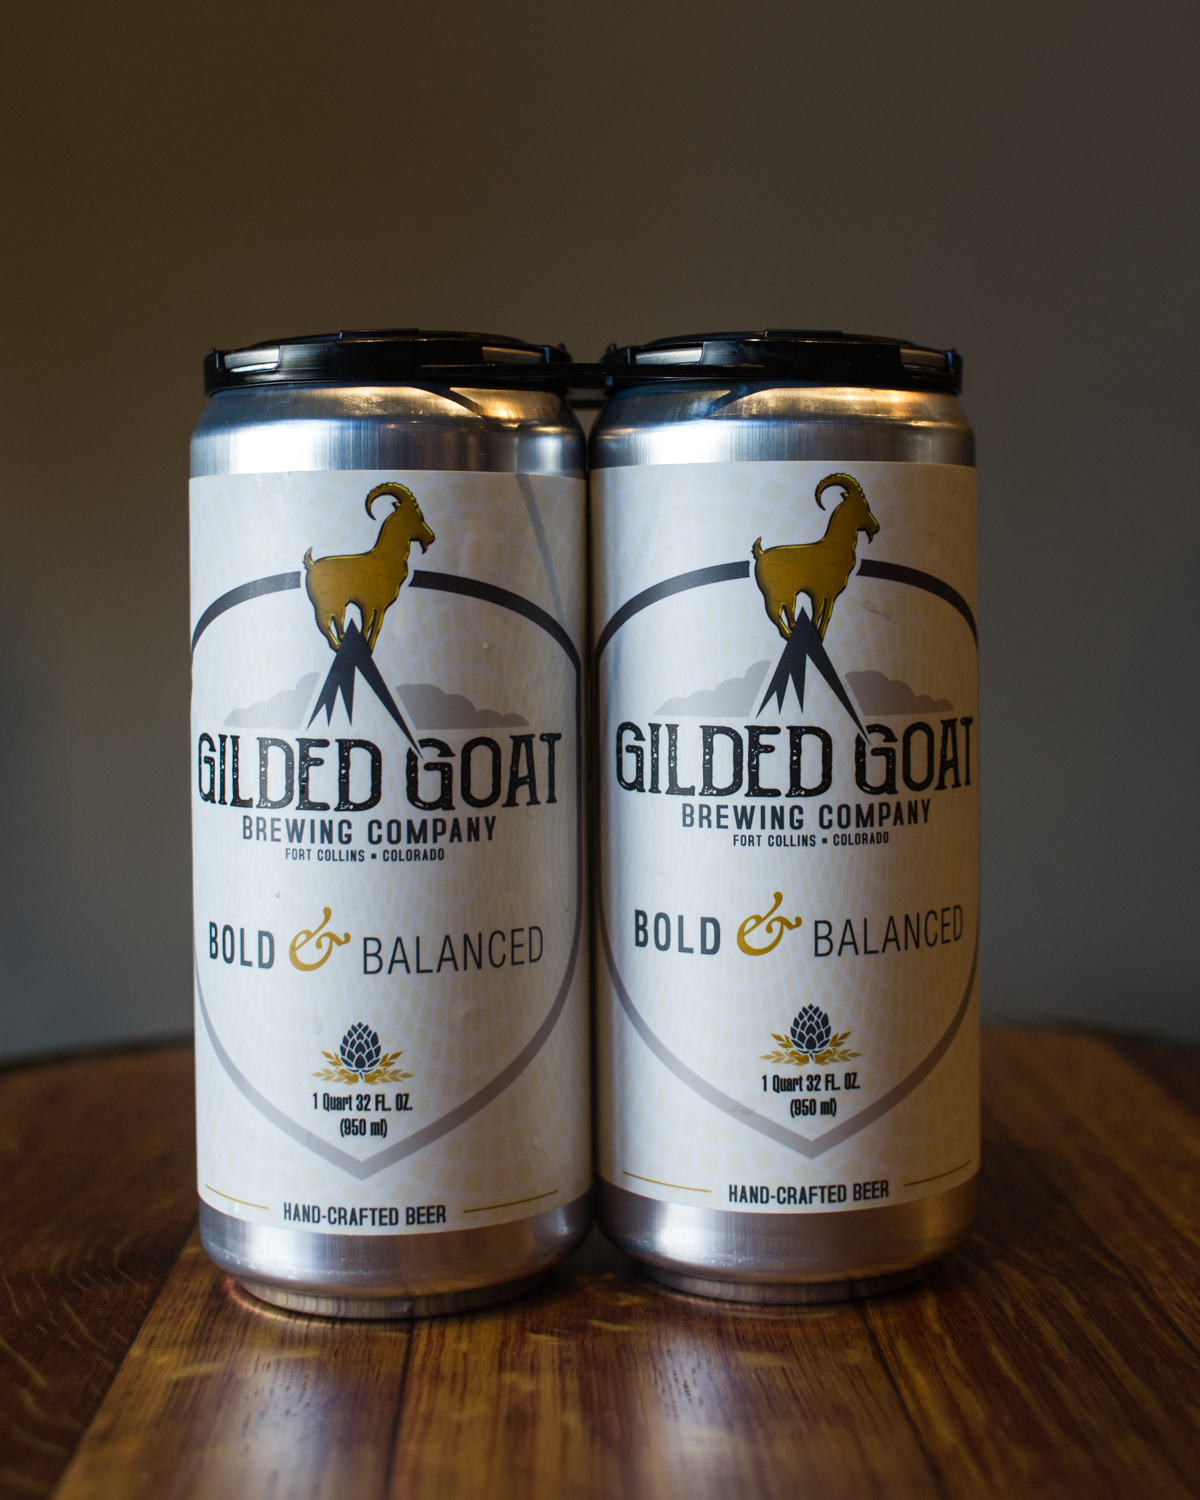 GILDED GOAT
BREWING COMPANY
FORT COLLINS ▪ COLORADO
BOLD & BALANCED
1 Quart 32 FL. OZ.
(950 ml)
HAND-CRAFTED BEER
GILDED GOAT
BREWING COMPANY
FORT COLLINS ▪ COLORADO
BOLD & BALANCED
1 Quart 32 FL. OZ.
(950 ml)
HAND-CRAFTED BEER